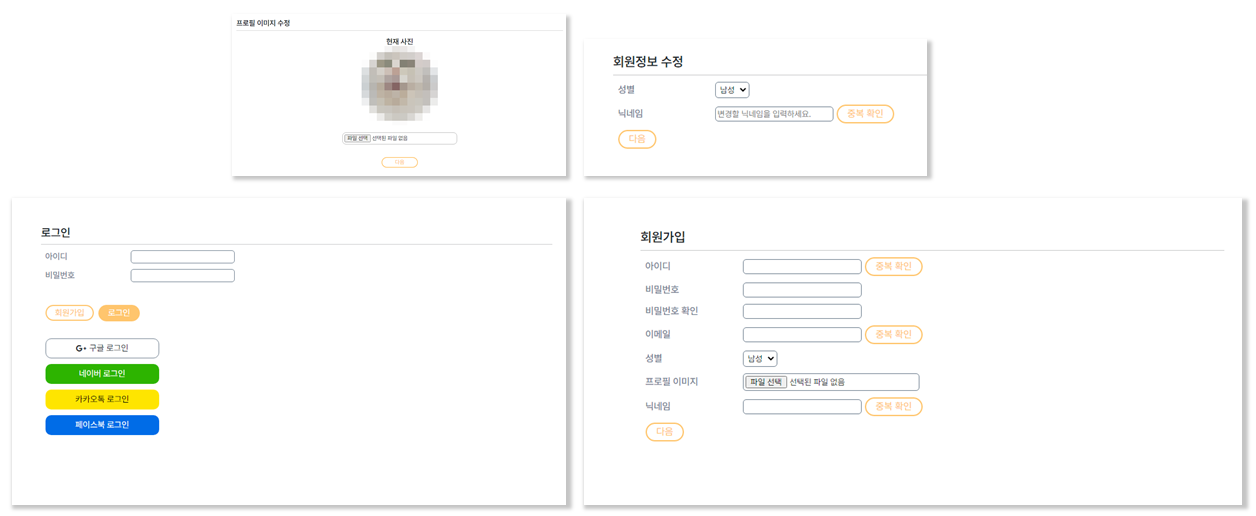 프로필 이미지 수정
현재 사진
파일 선택 선택된 파일 없음
다음
회원정보 수정
성별 남성
닉네임 변경할 닉네임을 입력하세요. 중복 확인
다음
로그인
아이디
비밀번호
회원가입 로그인
G+ 구글 로그인
네이버 로그인
카카오톡 로그인
페이스북 로그인
회원가입
아이디 중복 확인
비밀번호
비밀번호 확인
이메일 중복 확인
성별 남성
프로필 이미지 파일 선택 선택된 파일 없음
닉네임 중복 확인
다음